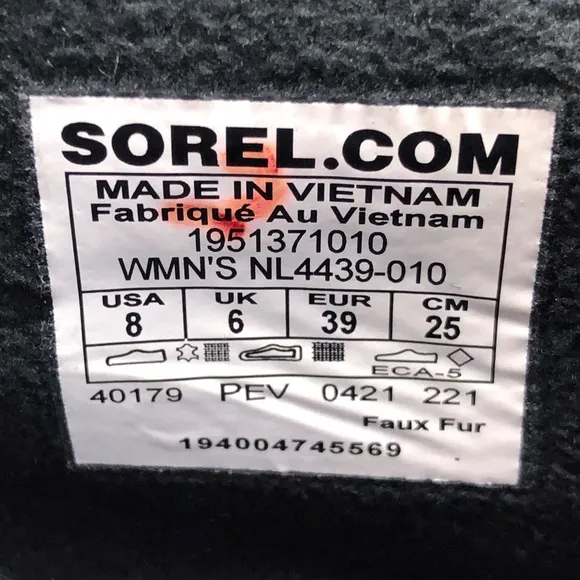 SOREL.COM
MADE IN VIETNAM
Fabriqué Au Vietnam
1951371010
WMN'S NL4439-010
USA UK EUR CM
8 6 39 25
ECA-5
40179 PEV 0421 221
Faux Fur
194004745569